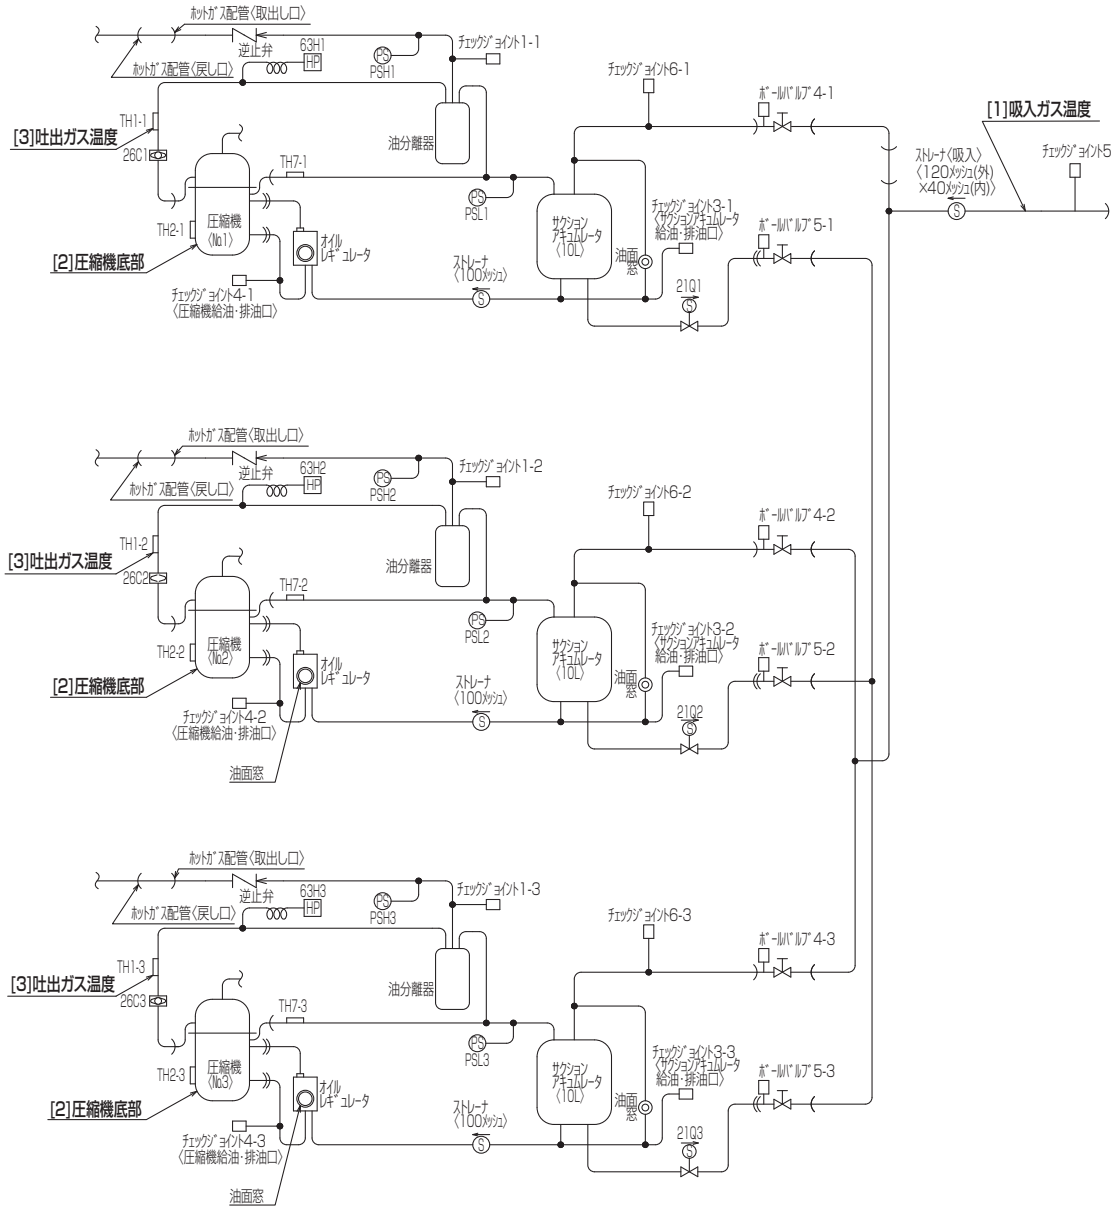 ホットガス配管〈取出し口〉
63H1
HP
逆止弁
PS
PSH1
チェックジョイント1-1
ホットガス配管〈戻し口〉
チェックジョイント6-1
ボールバルブ4-1
[1]吸入ガス温度
TH1-1
[3]吐出ガス温度
油分離器
ストレーナ〈吸入〉
〈120メッシュ(外)
×40メッシュ(内)〉
チェックジョイント5
26C1
TH7-1
S
PS
PSL1
チェックジョイント3-1
〈サクションアキュムレータ
給油・排油口〉
ボールバルブ5-1
TH2-1
圧縮機
〈No.1〉
オイル
レギュレータ
サクション
アキュムレータ
〈10L〉
油面
窓
[2]圧縮機底部
ストレーナ
〈100メッシュ〉
S
21Q1
S
チェックジョイント4-1
〈圧縮機給油・排油口〉
ホットガス配管〈取出し口〉
63H2
HP
逆止弁
PS
PSH2
チェックジョイント1-2
ホットガス配管〈戻し口〉
チェックジョイント6-2
ボールバルブ4-2
TH1-2
[3]吐出ガス温度
油分離器
26C2
TH7-2
PS
PSL2
チェックジョイント3-2
〈サクションアキュムレータ
給油・排油口〉
ボールバルブ5-2
TH2-2
圧縮機
〈No.2〉
オイル
レギュレータ
サクション
アキュムレータ
〈10L〉
油面
窓
[2]圧縮機底部
ストレーナ
〈100メッシュ〉
S
21Q2
S
チェックジョイント4-2
〈圧縮機給油・排油口〉
油面窓
ホットガス配管〈取出し口〉
63H3
HP
逆止弁
PS
PSH3
チェックジョイント1-3
ホットガス配管〈戻し口〉
チェックジョイント6-3
ボールバルブ4-3
TH1-3
[3]吐出ガス温度
油分離器
26C3
TH7-3
PS
PSL3
チェックジョイント3-3
〈サクションアキュムレータ
給油・排油口〉
ボールバルブ5-3
TH2-3
圧縮機
〈No.3〉
オイル
レギュレータ
サクション
アキュムレータ
〈10L〉
油面
窓
[2]圧縮機底部
ストレーナ
〈100メッシュ〉
S
21Q3
S
チェックジョイント4-3
〈圧縮機給油・排油口〉
油面窓